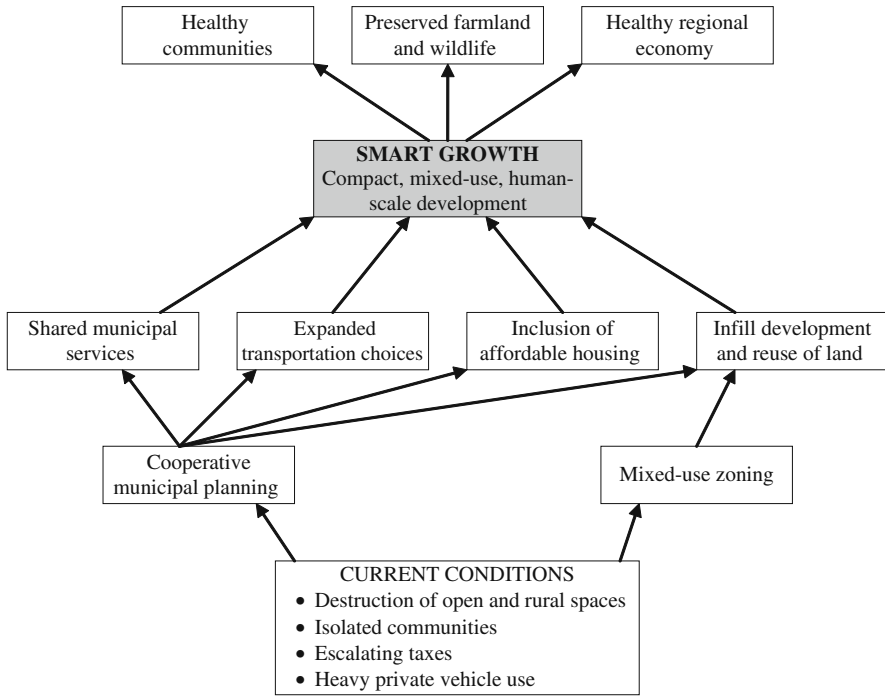 Healthy
communities
Preserved farmland
and wildlife
Healthy regional
economy
SMART GROWTH
Compact, mixed-use, human-
scale development
Shared municipal
services
Expanded
transportation choices
Inclusion of
affordable housing
Infill development
and reuse of land
Cooperative
municipal planning
Mixed-use zoning
CURRENT CONDITIONS
• Destruction of open and rural spaces
• Isolated communities
• Escalating taxes
• Heavy private vehicle use